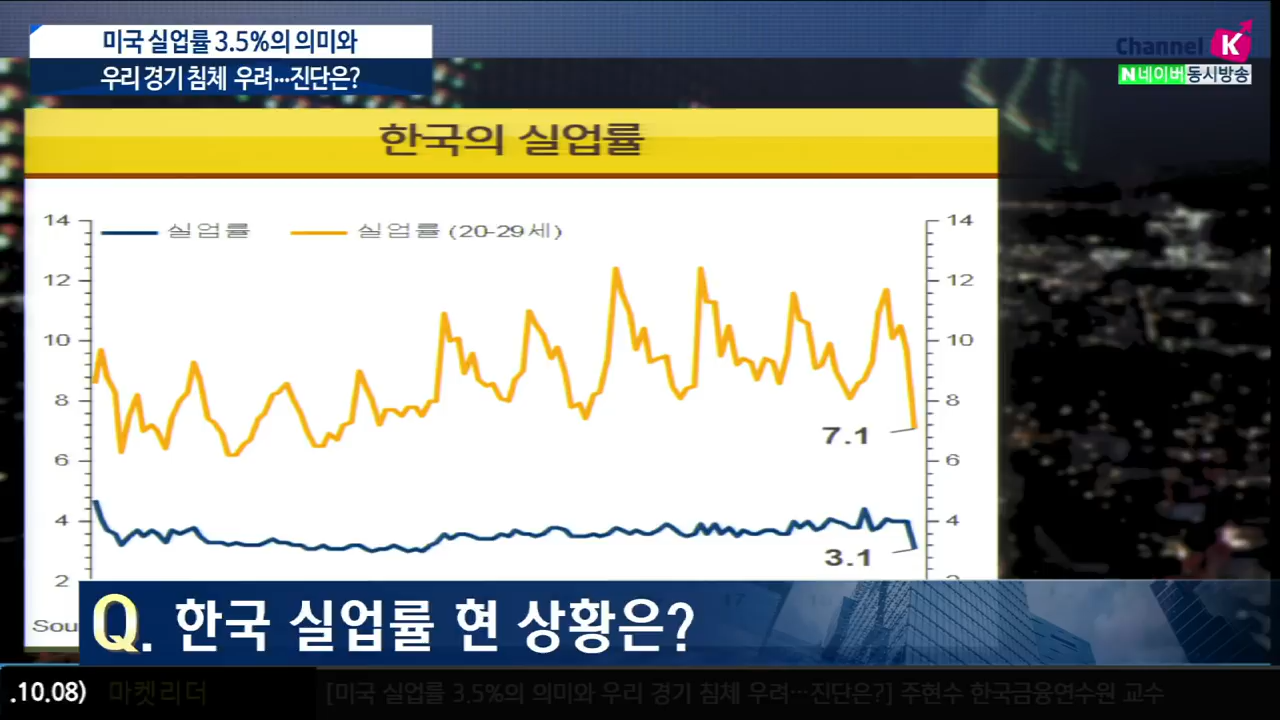 미국 실업률 3.5%의 의미와
우리 경기 침체 우려…진단은?
Channel K
N 네이버 동시방송
한국의 실업률
실업률
실업률 (20-29세)
14
12
10
8
6
4
2
14
12
10
8
6
4
7.1
3.1
Sou
Q. 한국 실업률 현 상황은?
.10.08) 마켓리더 [미국 실업률 3.5%의 의미와 우리 경기 침체 우려…진단은?] 주현수 한국금융연수원 교수